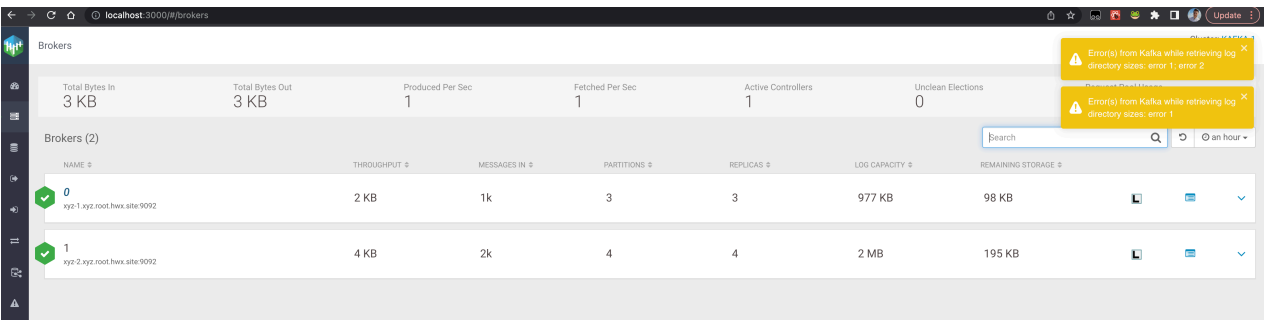 localhost:3000/#/brokers
Update
Brokers
Error(s) from Kafka while retrieving log
directory sizes: error 1; error 2
Error(s) from Kafka while retrieving log
directory sizes: error 1
Total Bytes In
3 KB
Total Bytes Out
3 KB
Produced Per Sec
1
Fetched Per Sec
1
Active Controllers
1
Unclean Elections
0
Brokers (2)
Search
an hour
NAME THROUGHPUT MESSAGES IN PARTITIONS REPLICAS LOG CAPACITY REMAINING STORAGE
0
xyz-1.xyz.root.hwx.site:9092
2 KB 1k 3 3 977 KB 98 KB L
1
xyz-2.xyz.root.hwx.site:9092
4 KB 2k 4 4 2 MB 195 KB L